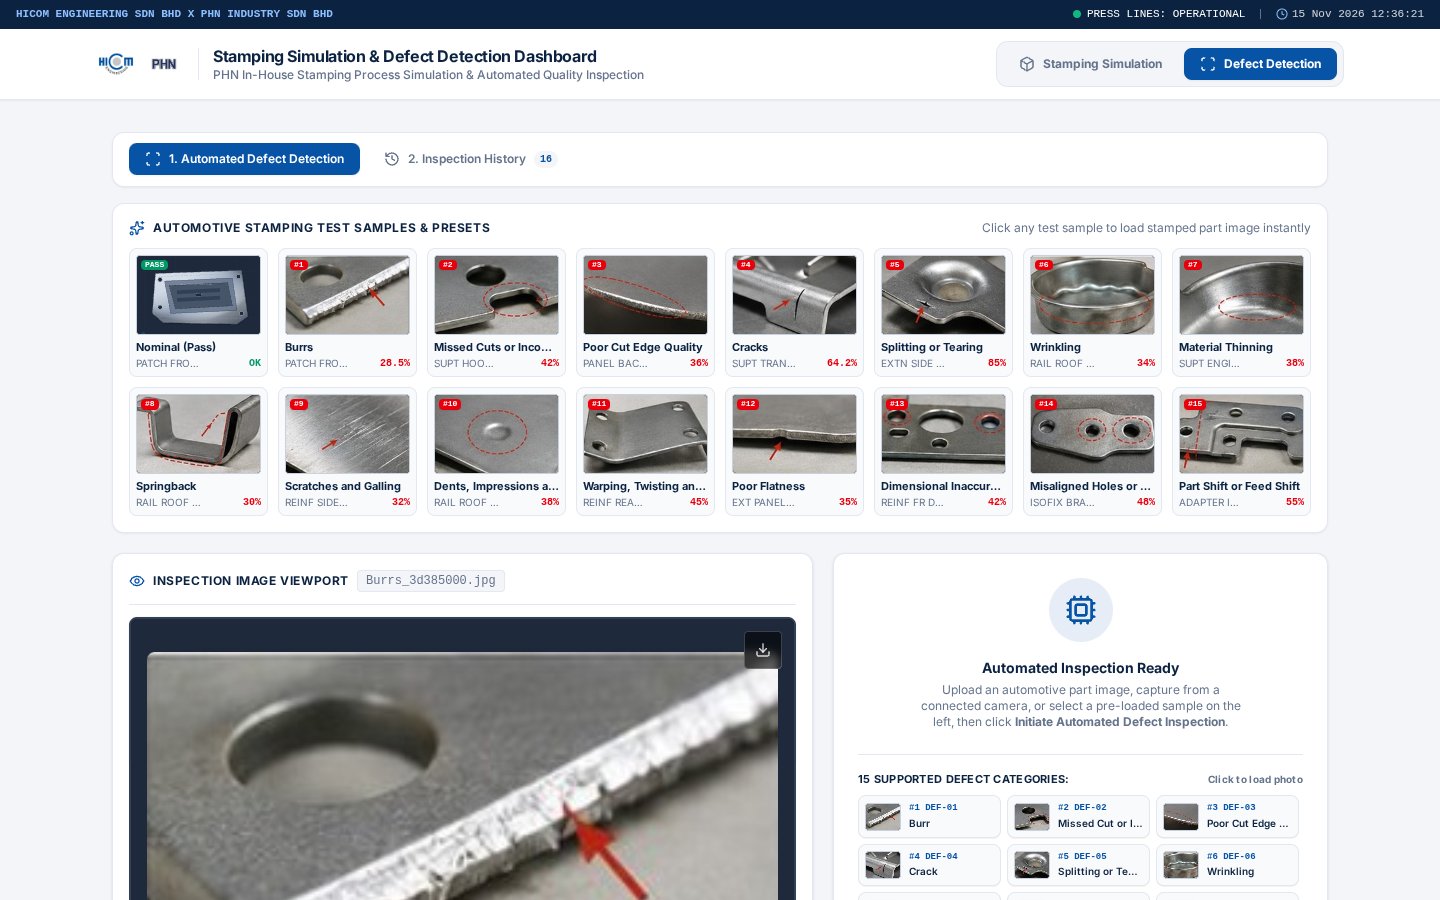 HICOM ENGINEERING SDN BHD X PHN INDUSTRY SDN BHD
PRESS LINES: OPERATIONAL | 15 Nov 2026 12:36:21
HICOM
PHN
Stamping Simulation & Defect Detection Dashboard
PHN In-House Stamping Process Simulation & Automated Quality Inspection
Stamping Simulation
Defect Detection
1. Automated Defect Detection
2. Inspection History 16
AUTOMOTIVE STAMPING TEST SAMPLES & PRESETS
Click any test sample to load stamped part image instantly
PASS
Nominal (Pass)
PATCH FRO... OK
#1
Burrs
PATCH FRO... 28.5%
#2
Missed Cuts or Inco...
SUPT HOO... 42%
#3
Poor Cut Edge Quality
PANEL BAC... 36%
#4
Cracks
SUPT TRAN... 64.2%
#5
Splitting or Tearing
EXTN SIDE ... 85%
#6
Wrinkling
RAIL ROOF ... 34%
#7
Material Thinning
SUPT ENGI... 38%
#8
Springback
RAIL ROOF ... 30%
#9
Scratches and Galling
REINF SIDE... 32%
#10
Dents, Impressions a...
RAIL ROOF ... 38%
#11
Warping, Twisting an...
REINF REA... 45%
#12
Poor Flatness
EXT PANEL... 35%
#13
Dimensional Inaccur...
REINF FR D... 42%
#14
Misaligned Holes or ...
ISOFIX BRA... 48%
#15
Part Shift or Feed Shift
ADAPTER I... 55%
INSPECTION IMAGE VIEWPORT Burrs_3d385000.jpg
Automated Inspection Ready
Upload an automotive part image, capture from a
connected camera, or select a pre-loaded sample on the
left, then click Initiate Automated Defect Inspection.
15 SUPPORTED DEFECT CATEGORIES:
Click to load photo
#1 DEF-01
Burr
#2 DEF-02
Missed Cut or I...
#3 DEF-03
Poor Cut Edge ...
#4 DEF-04
Crack
#5 DEF-05
Splitting or Te...
#6 DEF-06
Wrinkling